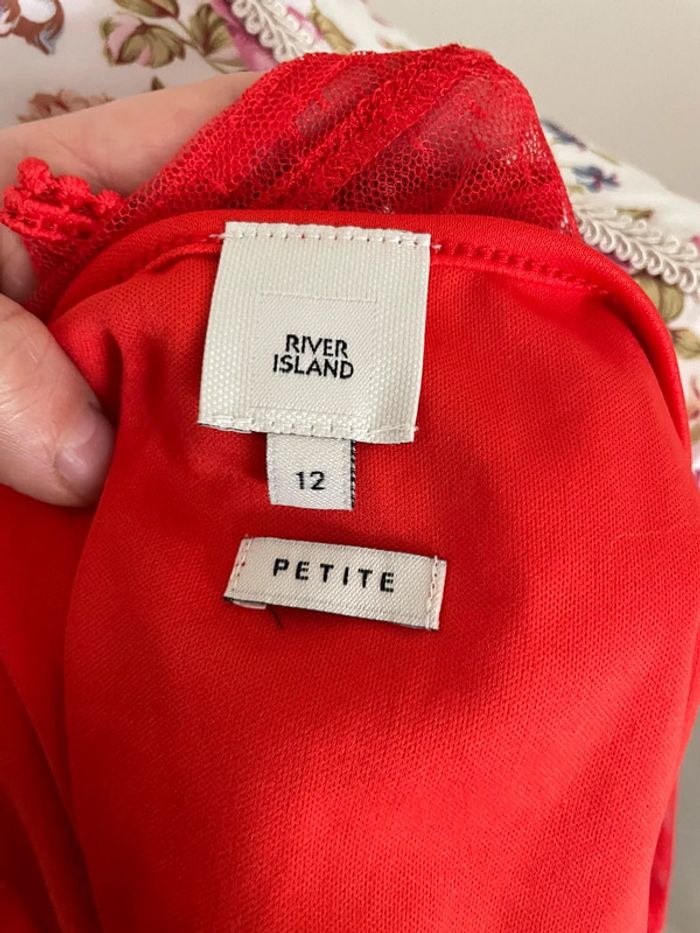 RIVER
ISLAND
12
PETITE